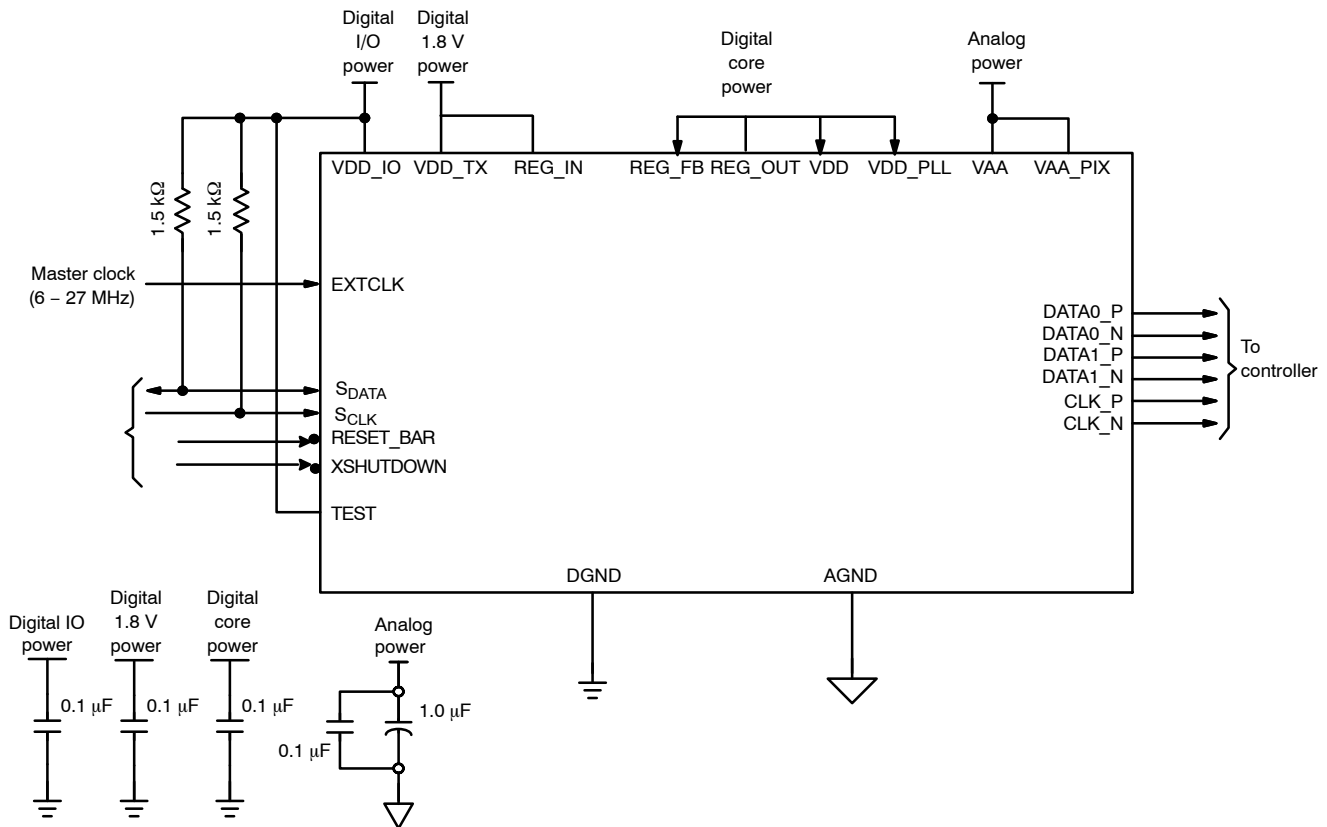 Digital
I/O
power
Digital
1.8 V
power
Digital
core
power
Analog
power
VDD_IO
VDD_TX
REG_IN
REG_FB
REG_OUT
VDD
VDD_PLL
VAA
VAA_PIX
1.5 kΩ
1.5 kΩ
Master clock
(6 – 27 MHz)
EXTCLK
SDATA
SCLK
RESET_BAR
XSHUTDOWN
TEST
DATA0_P
DATA0_N
DATA1_P
DATA1_N
CLK_P
CLK_N
To
controller
DGND
AGND
Digital IO
power
0.1 μF
Digital
1.8 V
power
0.1 μF
Digital
core
power
0.1 μF
Analog
power
0.1 μF
1.0 μF